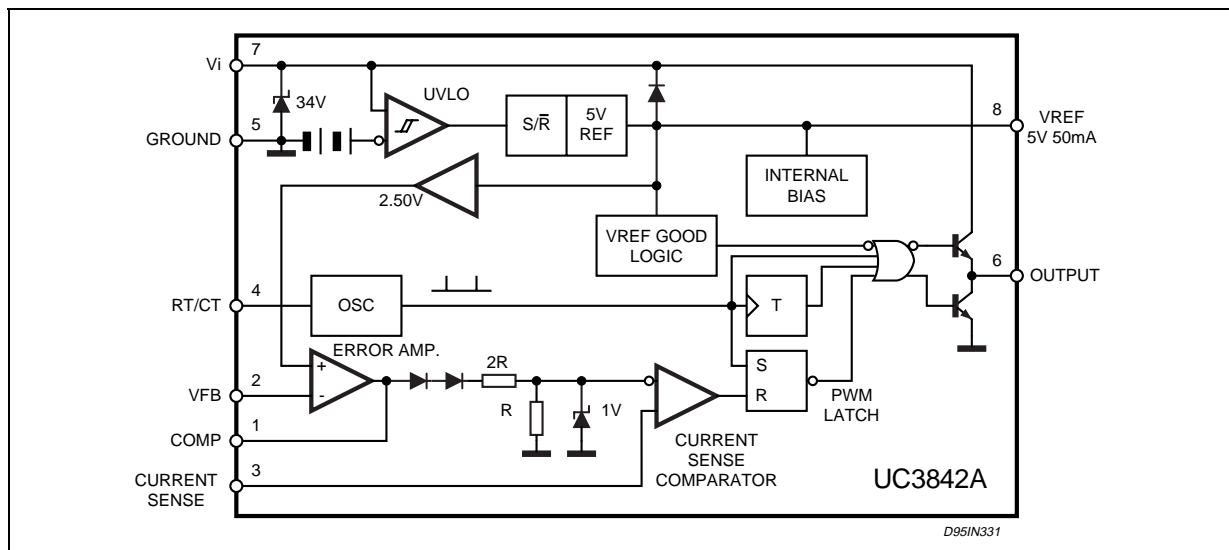 7
Vi
34V
UVLO
5
GROUND
S/R̅
5V
REF
8
VREF
5V 50mA
INTERNAL
BIAS
2.50V
VREF GOOD
LOGIC
6
OUTPUT
4
RT/CT
OSC
T
ERROR AMP.
+
-
2
VFB
2R
R
1V
S
R
PWM
LATCH
1
COMP
3
CURRENT
SENSE
CURRENT
SENSE
COMPARATOR
UC3842A
D95IN331